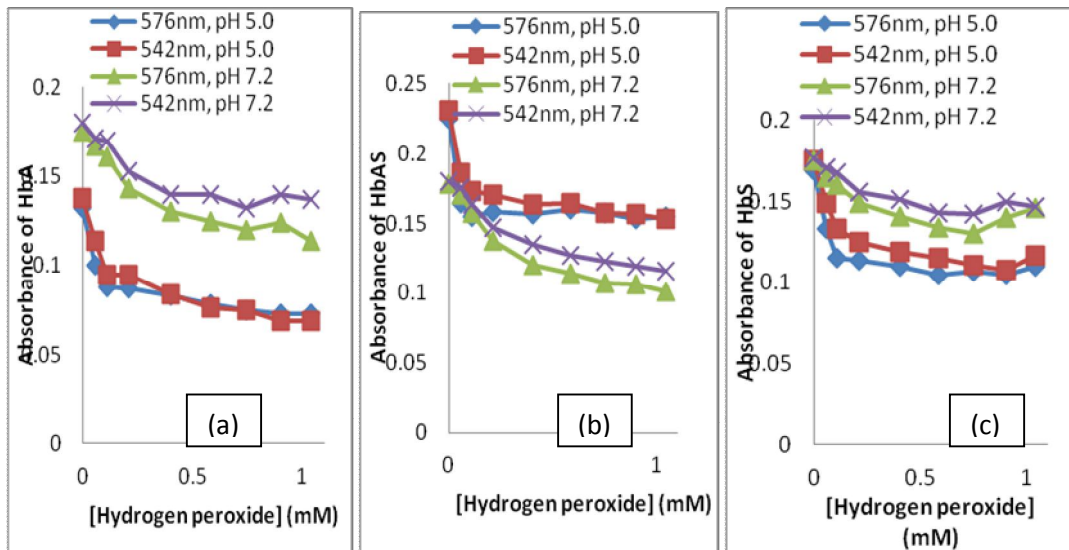 576nm, pH 5.0
542nm, pH 5.0
576nm, pH 7.2
542nm, pH 7.2
0.2
0.15
0.1
0.05
0
0
1
Absorbance of HbA
[Hydrogen peroxide] (mM)
(a)
576nm, pH 5.0
542nm, pH 5.0
576nm, pH 7.2
542nm, pH 7.2
0.25
0.2
0.15
0.1
0.05
0
0
1
Absorbance of HbAS
[Hydrogen peroxide] (mM)
(b)
576nm, pH 5.0
542nm, pH 5.0
576nm, pH 7.2
542nm, pH 7.2
0.2
0.15
0.1
0.05
0
0
0.5
1
Absorbance of HbS
[Hydrogen peroxide]
(mM)
(c)